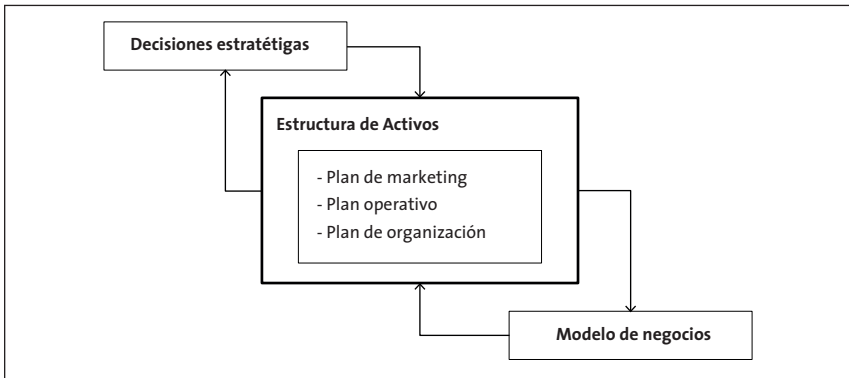 Decisiones estratétigas
Estructura de Activos
- Plan de marketing
- Plan operativo
- Plan de organización
Modelo de negocios